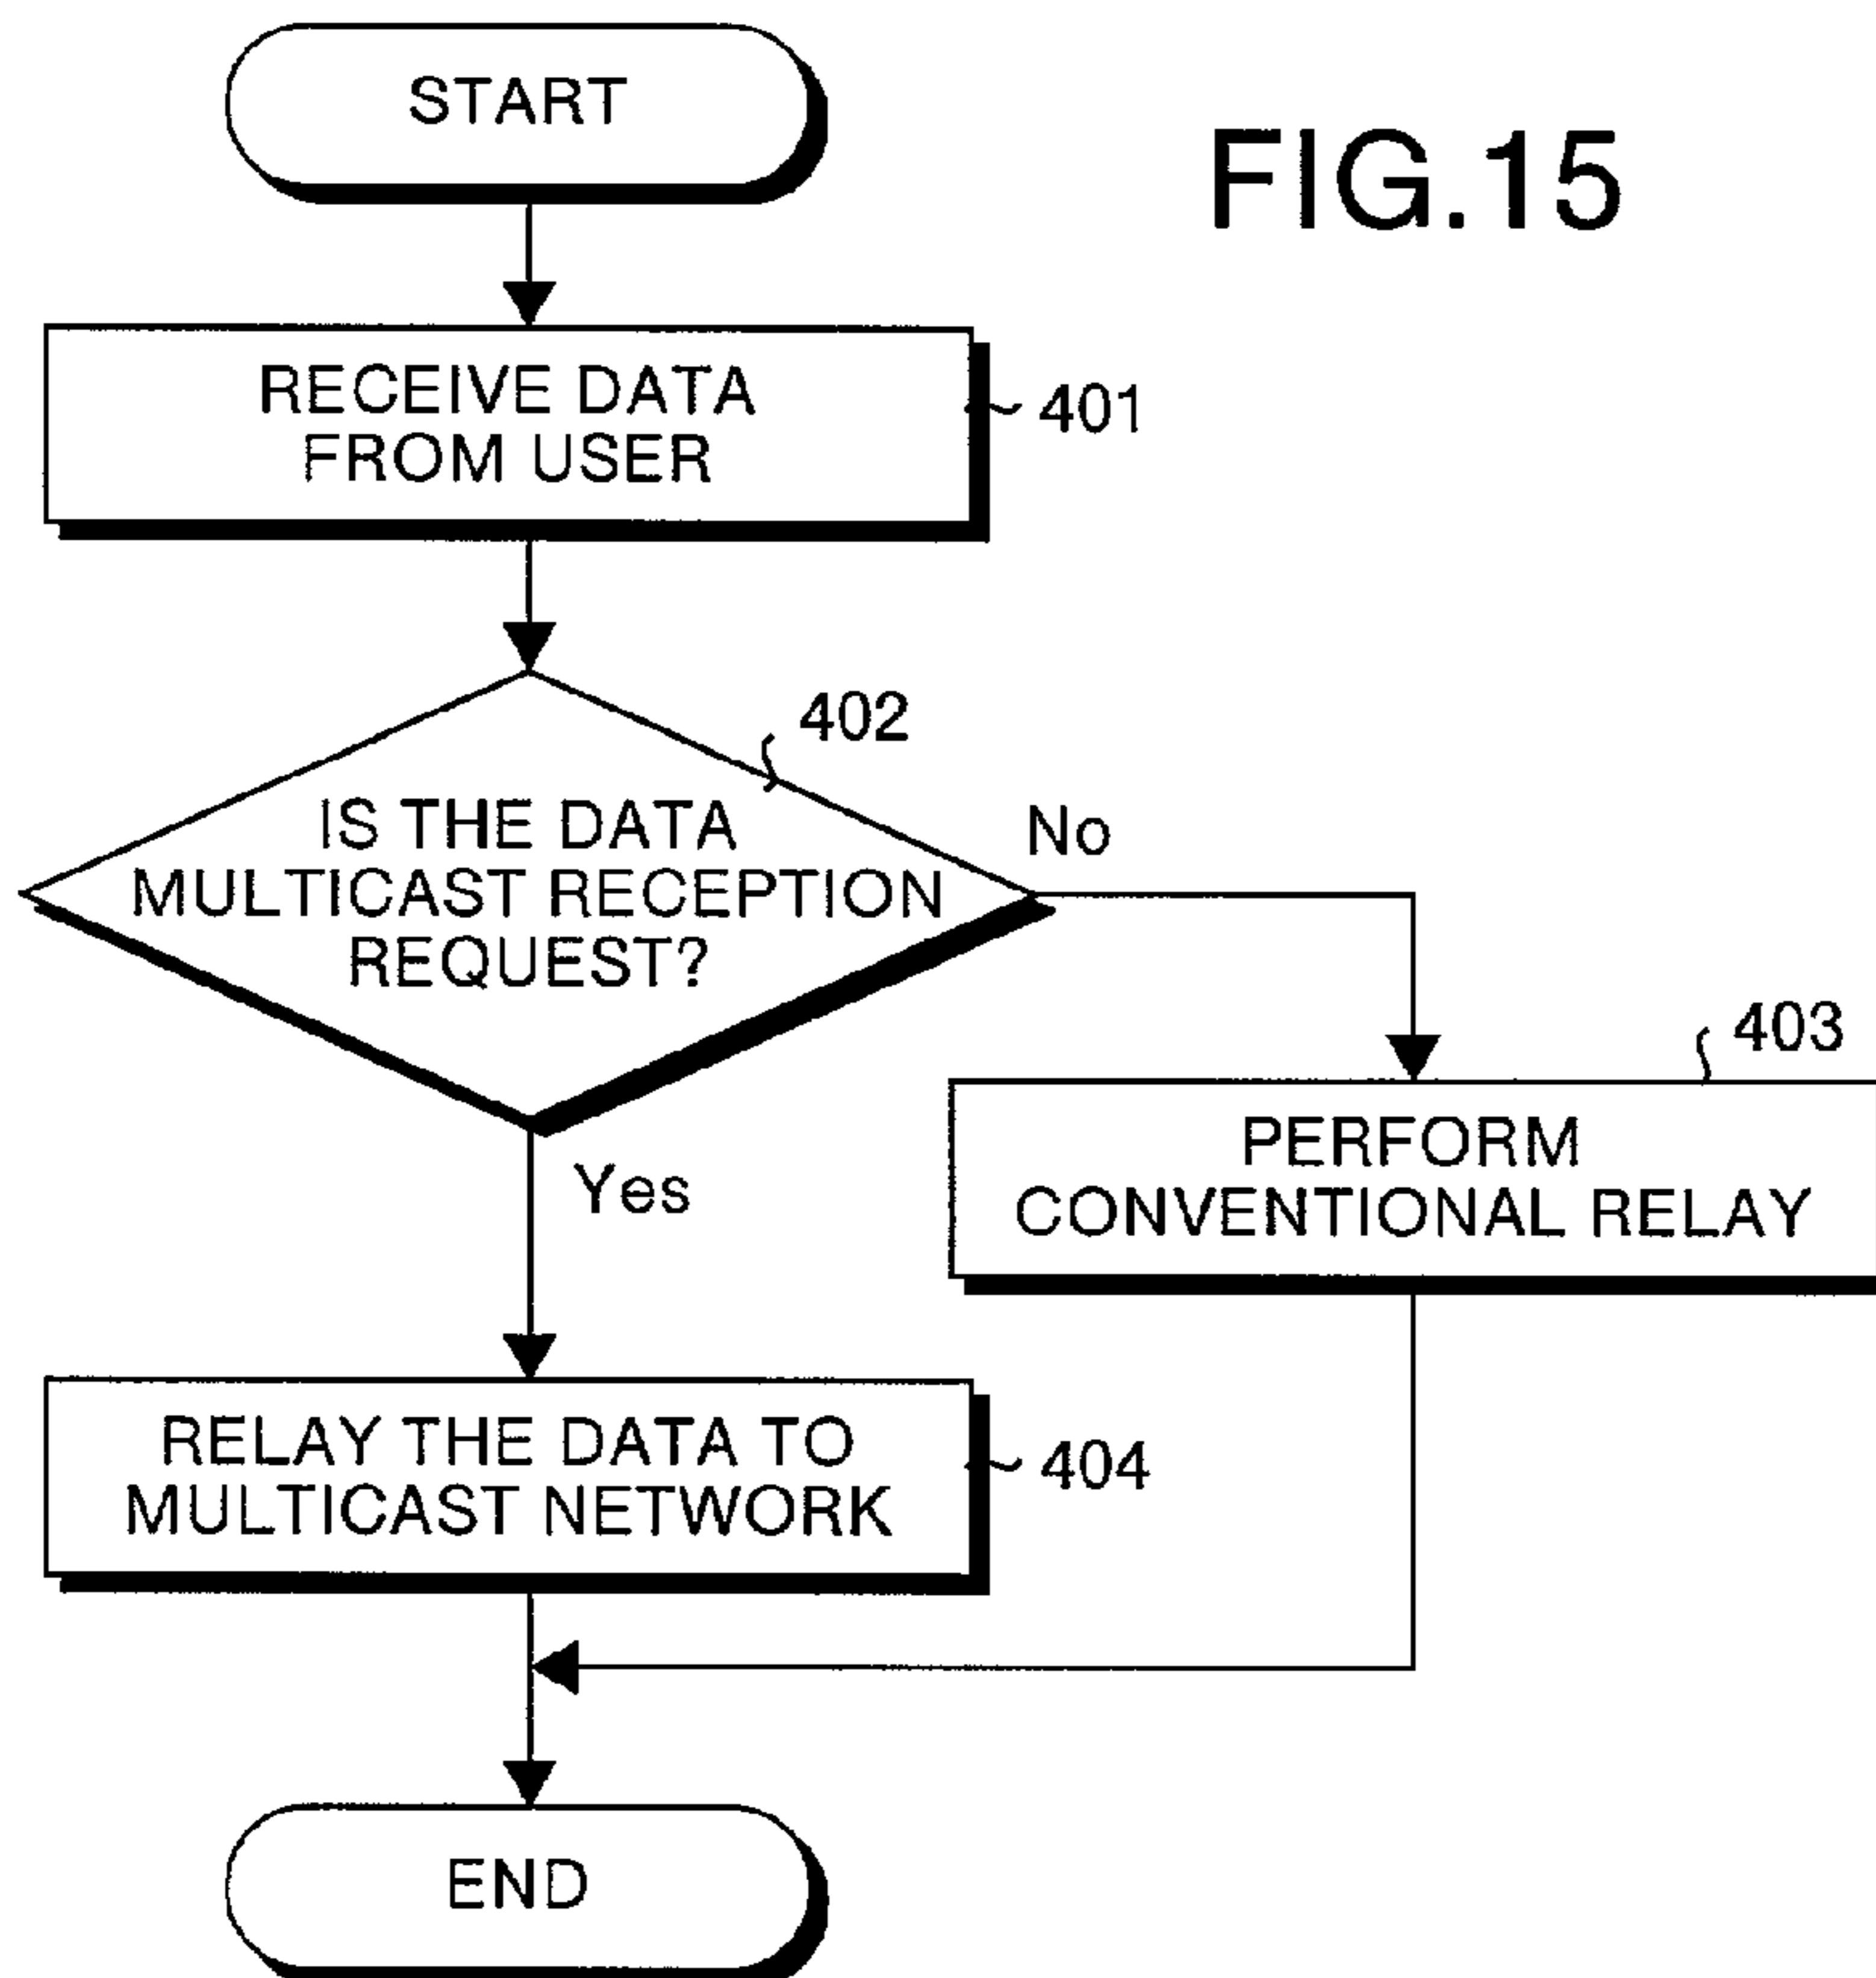 START
FIG.15
RECEIVE DATA
FROM USER
401
402
IS THE DATA
MULTICAST RECEPTION
REQUEST?
No
Yes
403
PERFORM
CONVENTIONAL RELAY
RELAY THE DATA TO
MULTICAST NETWORK
404
END